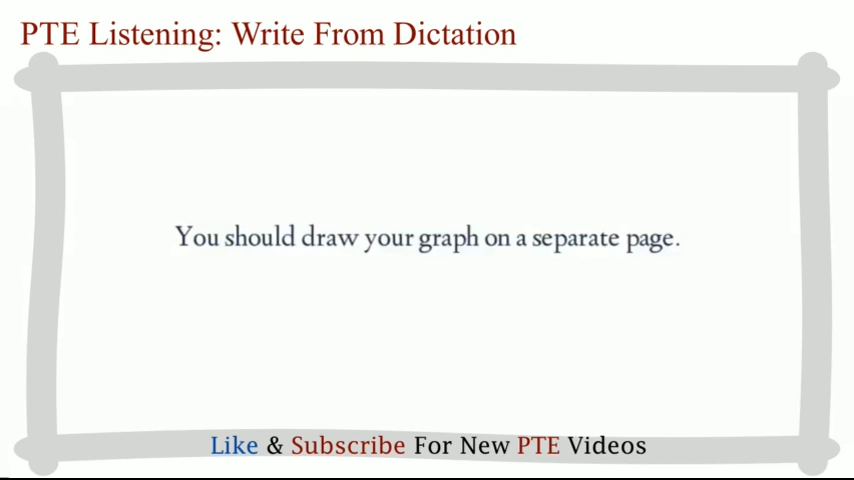 PTE Listening: Write From Dictation
You should draw your graph on a separate page.
Like & Subscribe For New PTE Videos